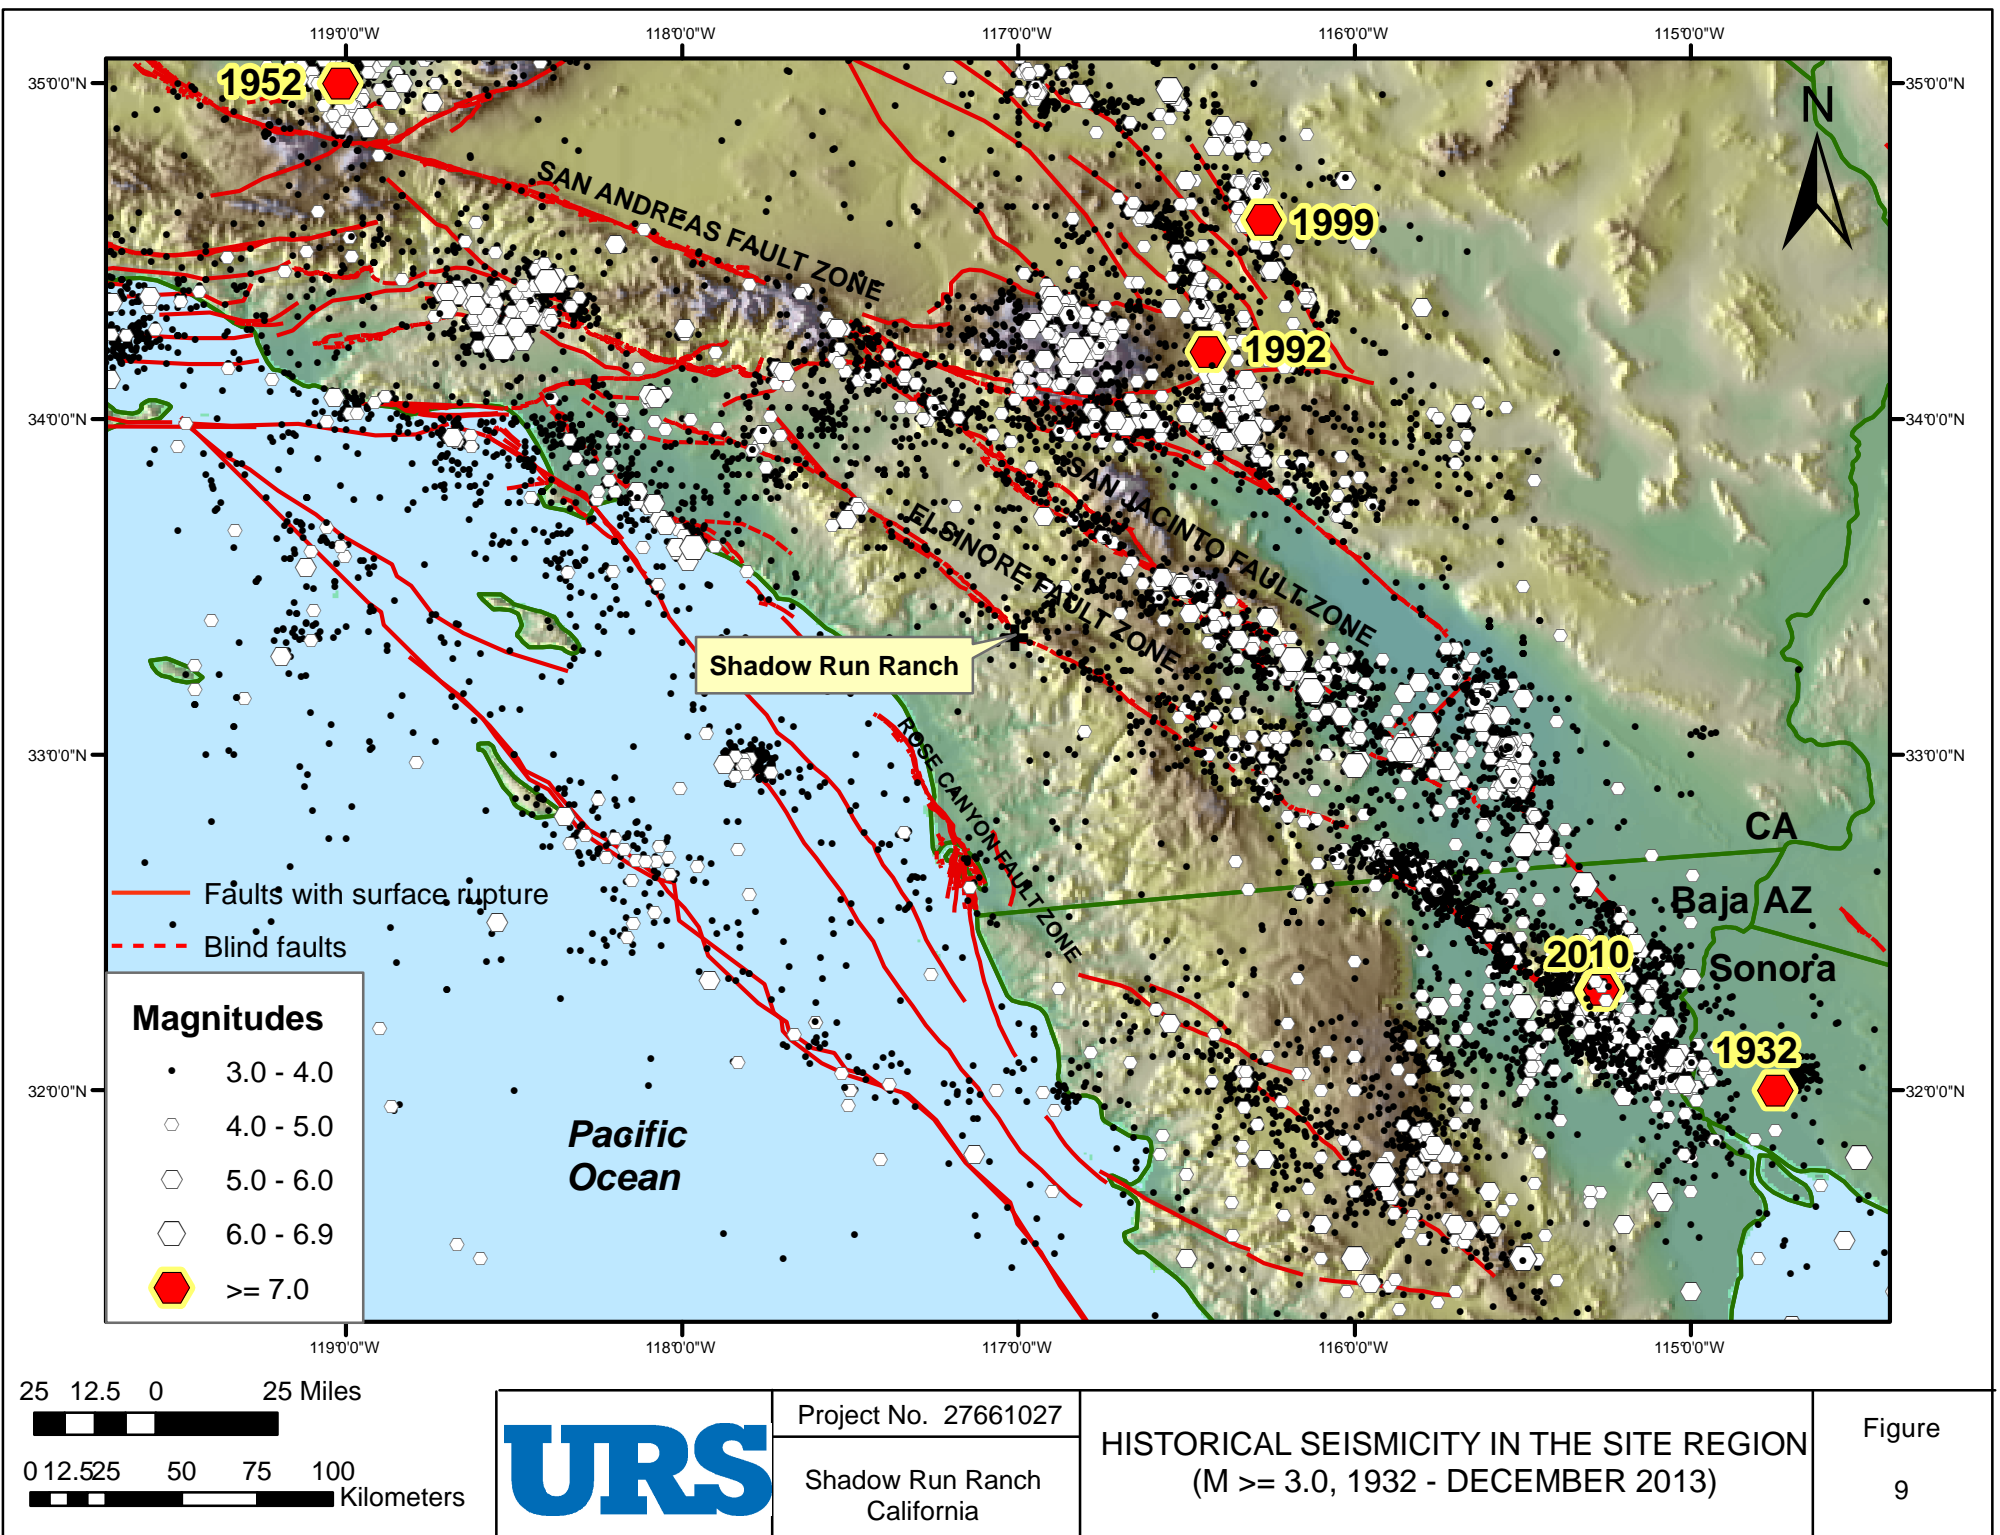 119°0'0"W 118°0'0"W 117°0'0"W 116°0'0"W 115°0'0"W
35°0'0"N 35°0'0"N
1952
N
SAN ANDREAS FAULT ZONE
1999
1992
34°0'0"N 34°0'0"N
SAN JACINTO FAULT ZONE
ELSINORE FAULT ZONE
Shadow Run Ranch
ROSE CANYON FAULT ZONE
33°0'0"N 33°0'0"N
CA
Baja AZ
Sonora
2010
1932
Faults with surface rupture
Blind faults
Magnitudes
3.0 - 4.0
4.0 - 5.0
5.0 - 6.0
6.0 - 6.9
>= 7.0
32°0'0"N 32°0'0"N
Pacific
Ocean
119°0'0"W 118°0'0"W 117°0'0"W 116°0'0"W 115°0'0"W
25 12.5 0 25 Miles
0 12.525 50 75 100
Kilometers
URS
Project No. 27661027
Shadow Run Ranch
California
HISTORICAL SEISMICITY IN THE SITE REGION
(M >= 3.0, 1932 - DECEMBER 2013)
Figure
9